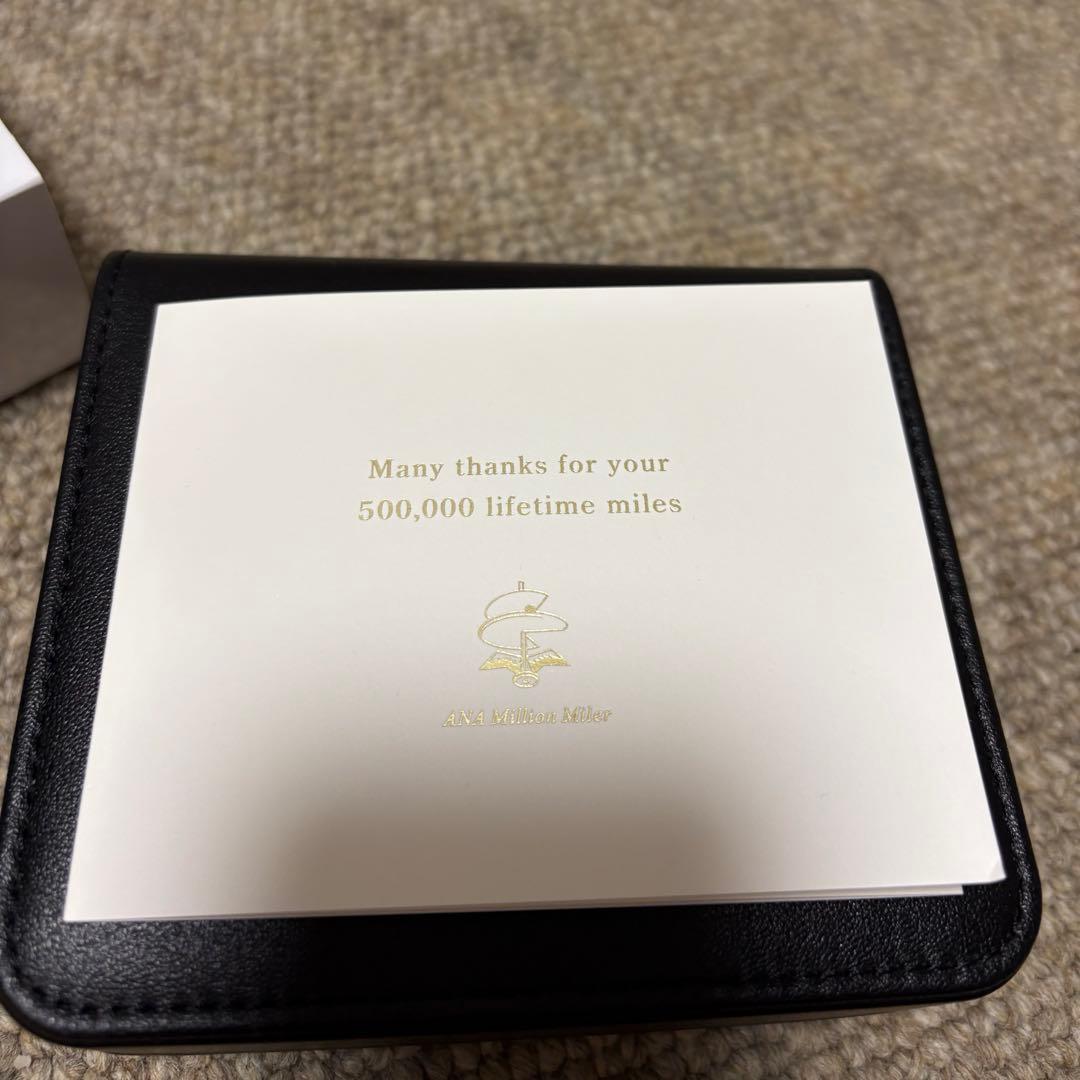 Many thanks for your
500,000 lifetime miles
ANA Million Miler